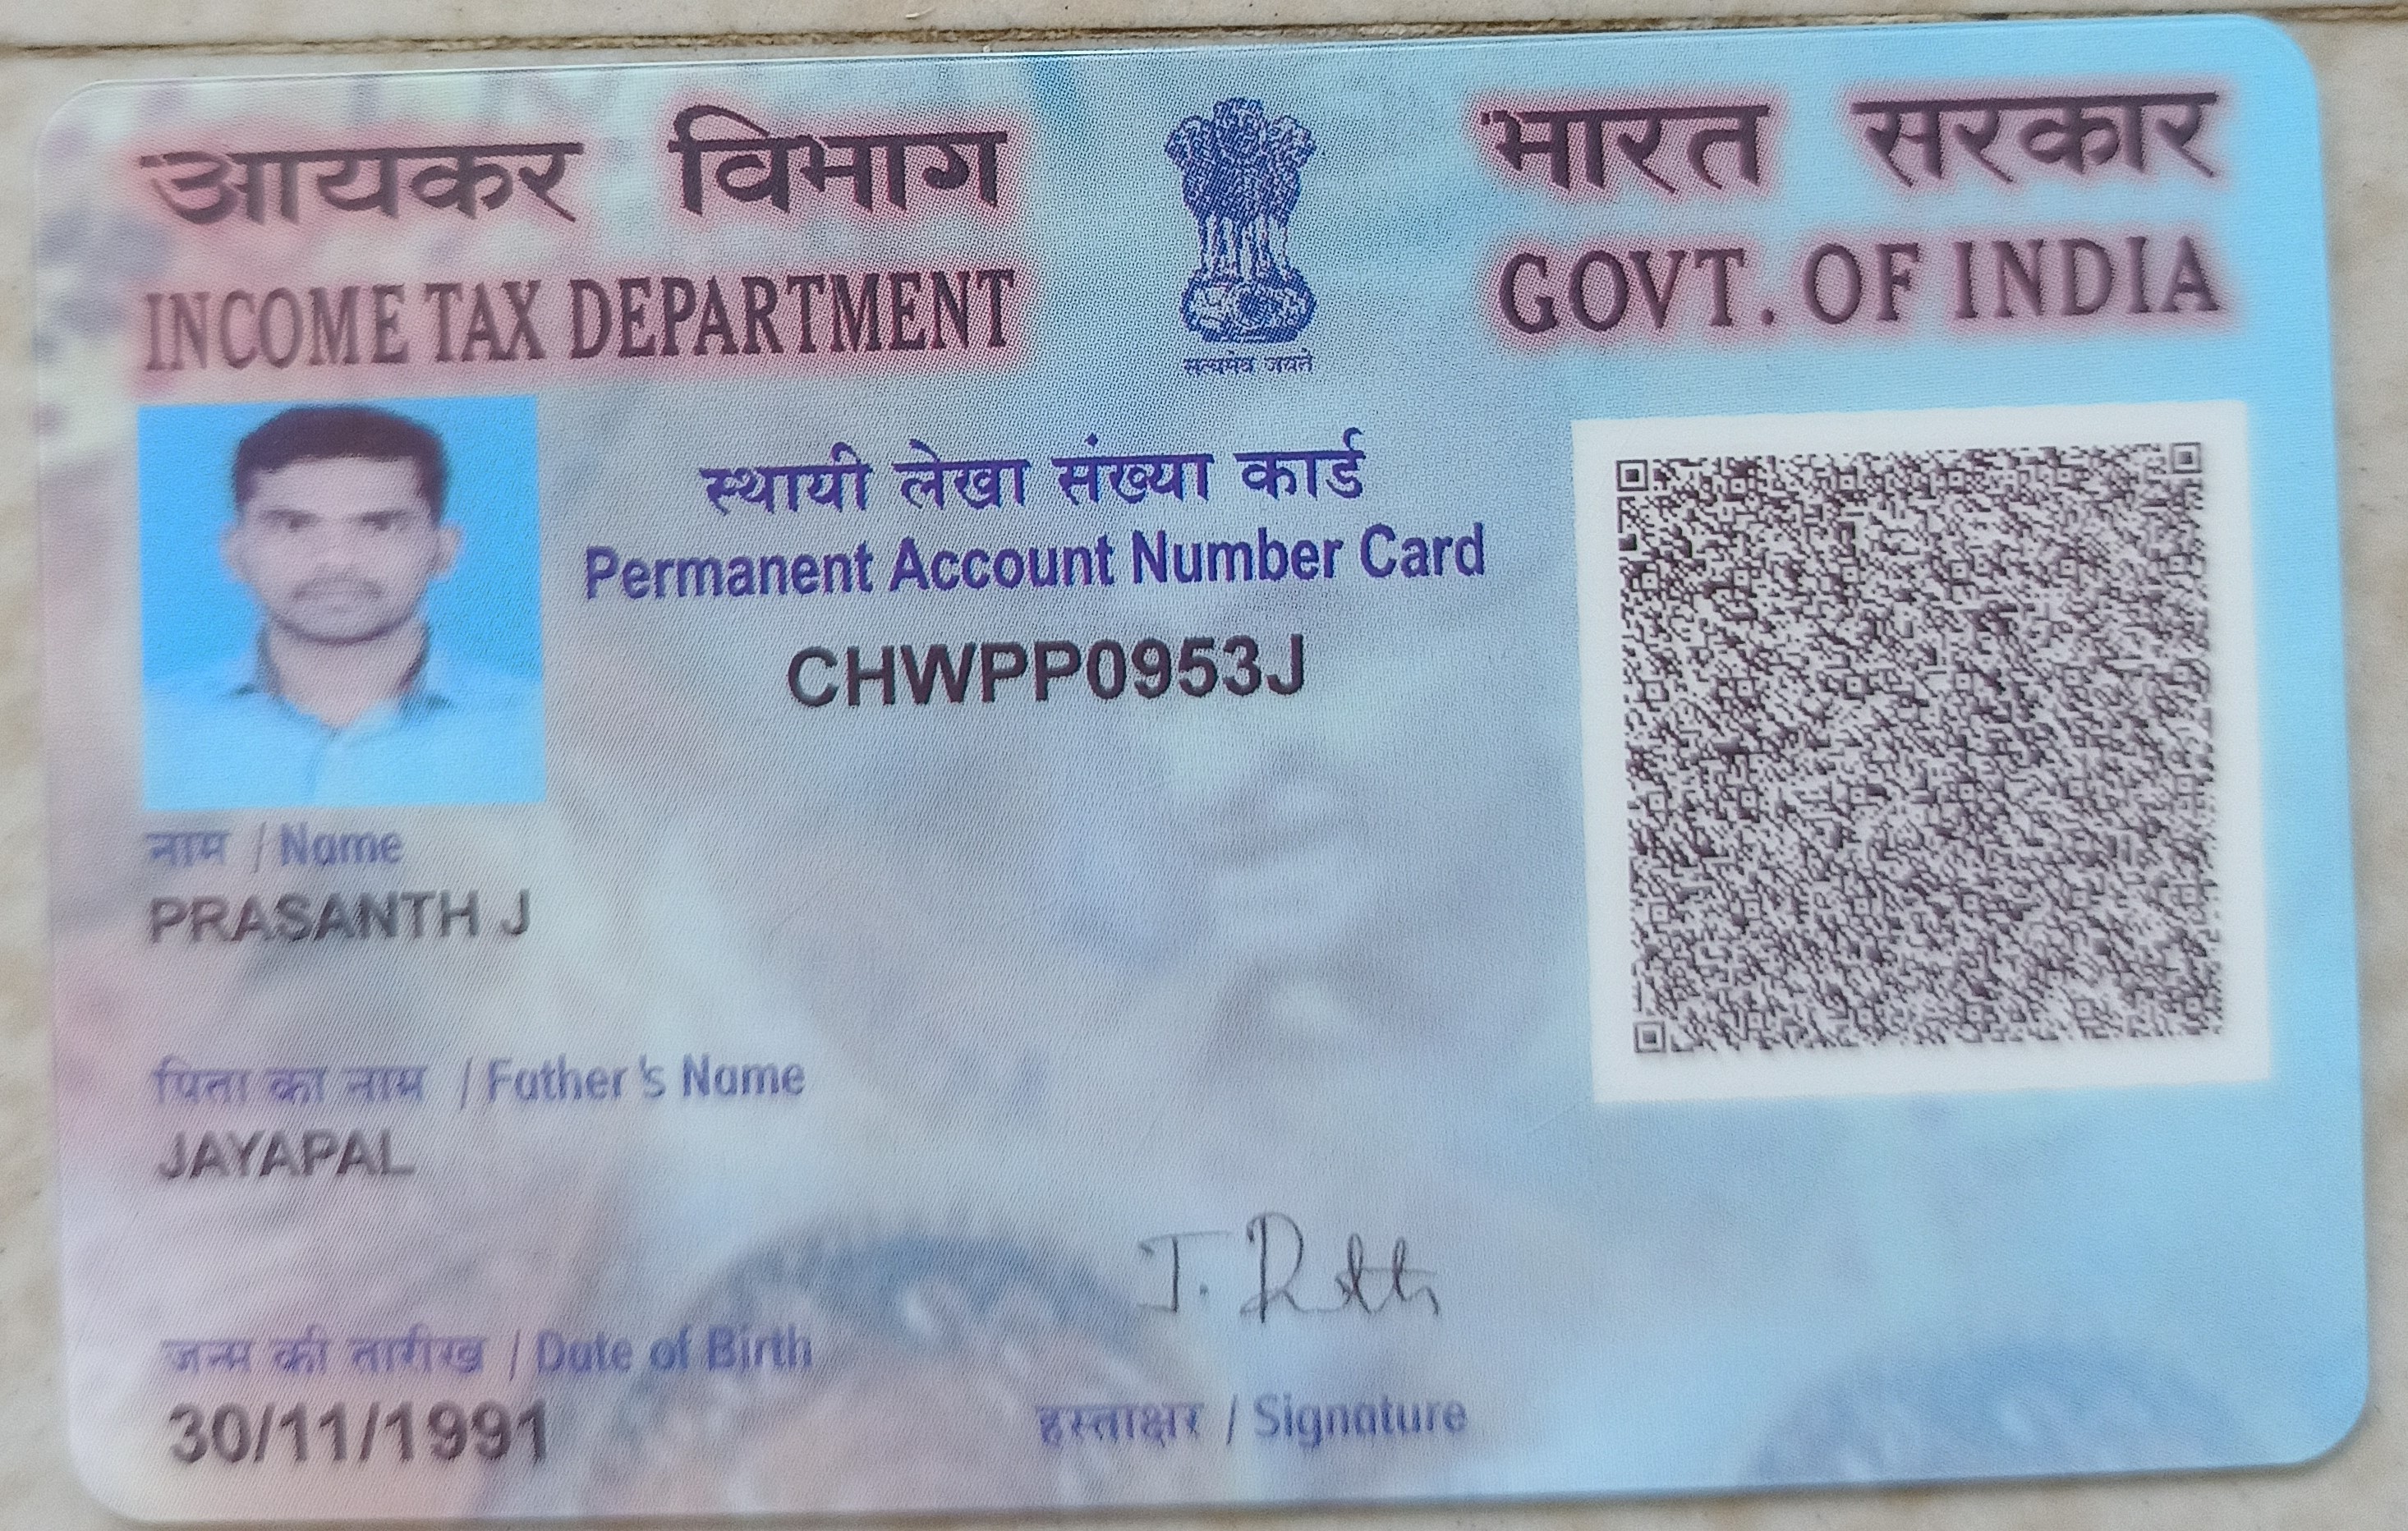 आयकर विभाग
INCOME TAX DEPARTMENT
सत्यमेव जयते
भारत सरकार
GOVT. OF INDIA
स्थायी लेखा संख्या कार्ड
Permanent Account Number Card
CHWPP0953J
नाम / Name
PRASANTH J
पिता का नाम / Father's Name
JAYAPAL
जन्म की तारीख / Date of Birth
30/11/1991
हस्ताक्षर / Signature